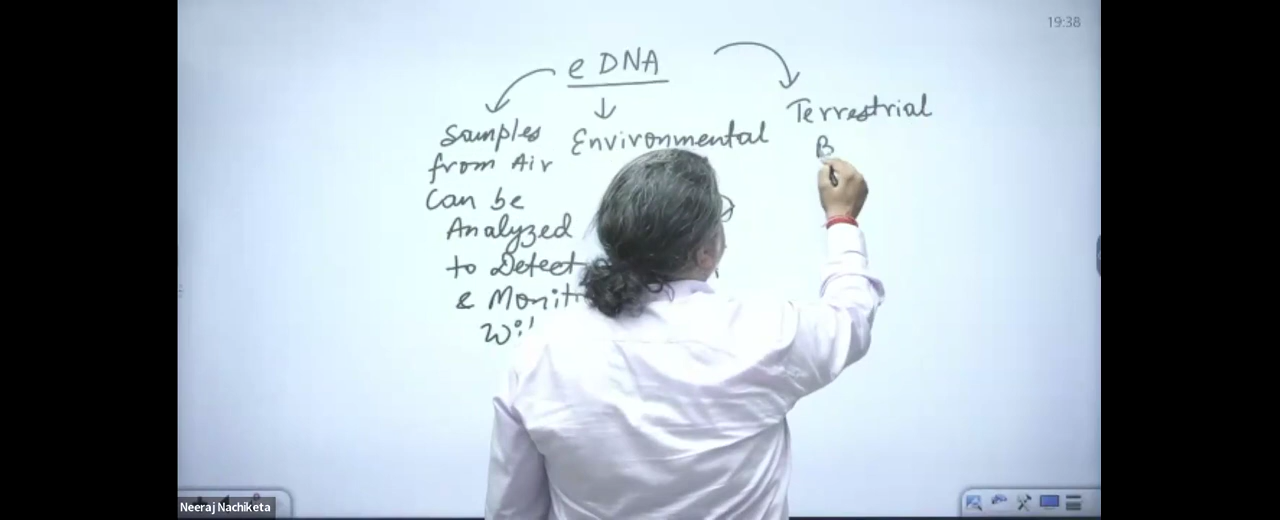 19:38
e DNA
Samples
from Air
Can be
Analyzed
to Detect
& Monit
Environmental
Terrestrial
B
Neeraj Nachiketa